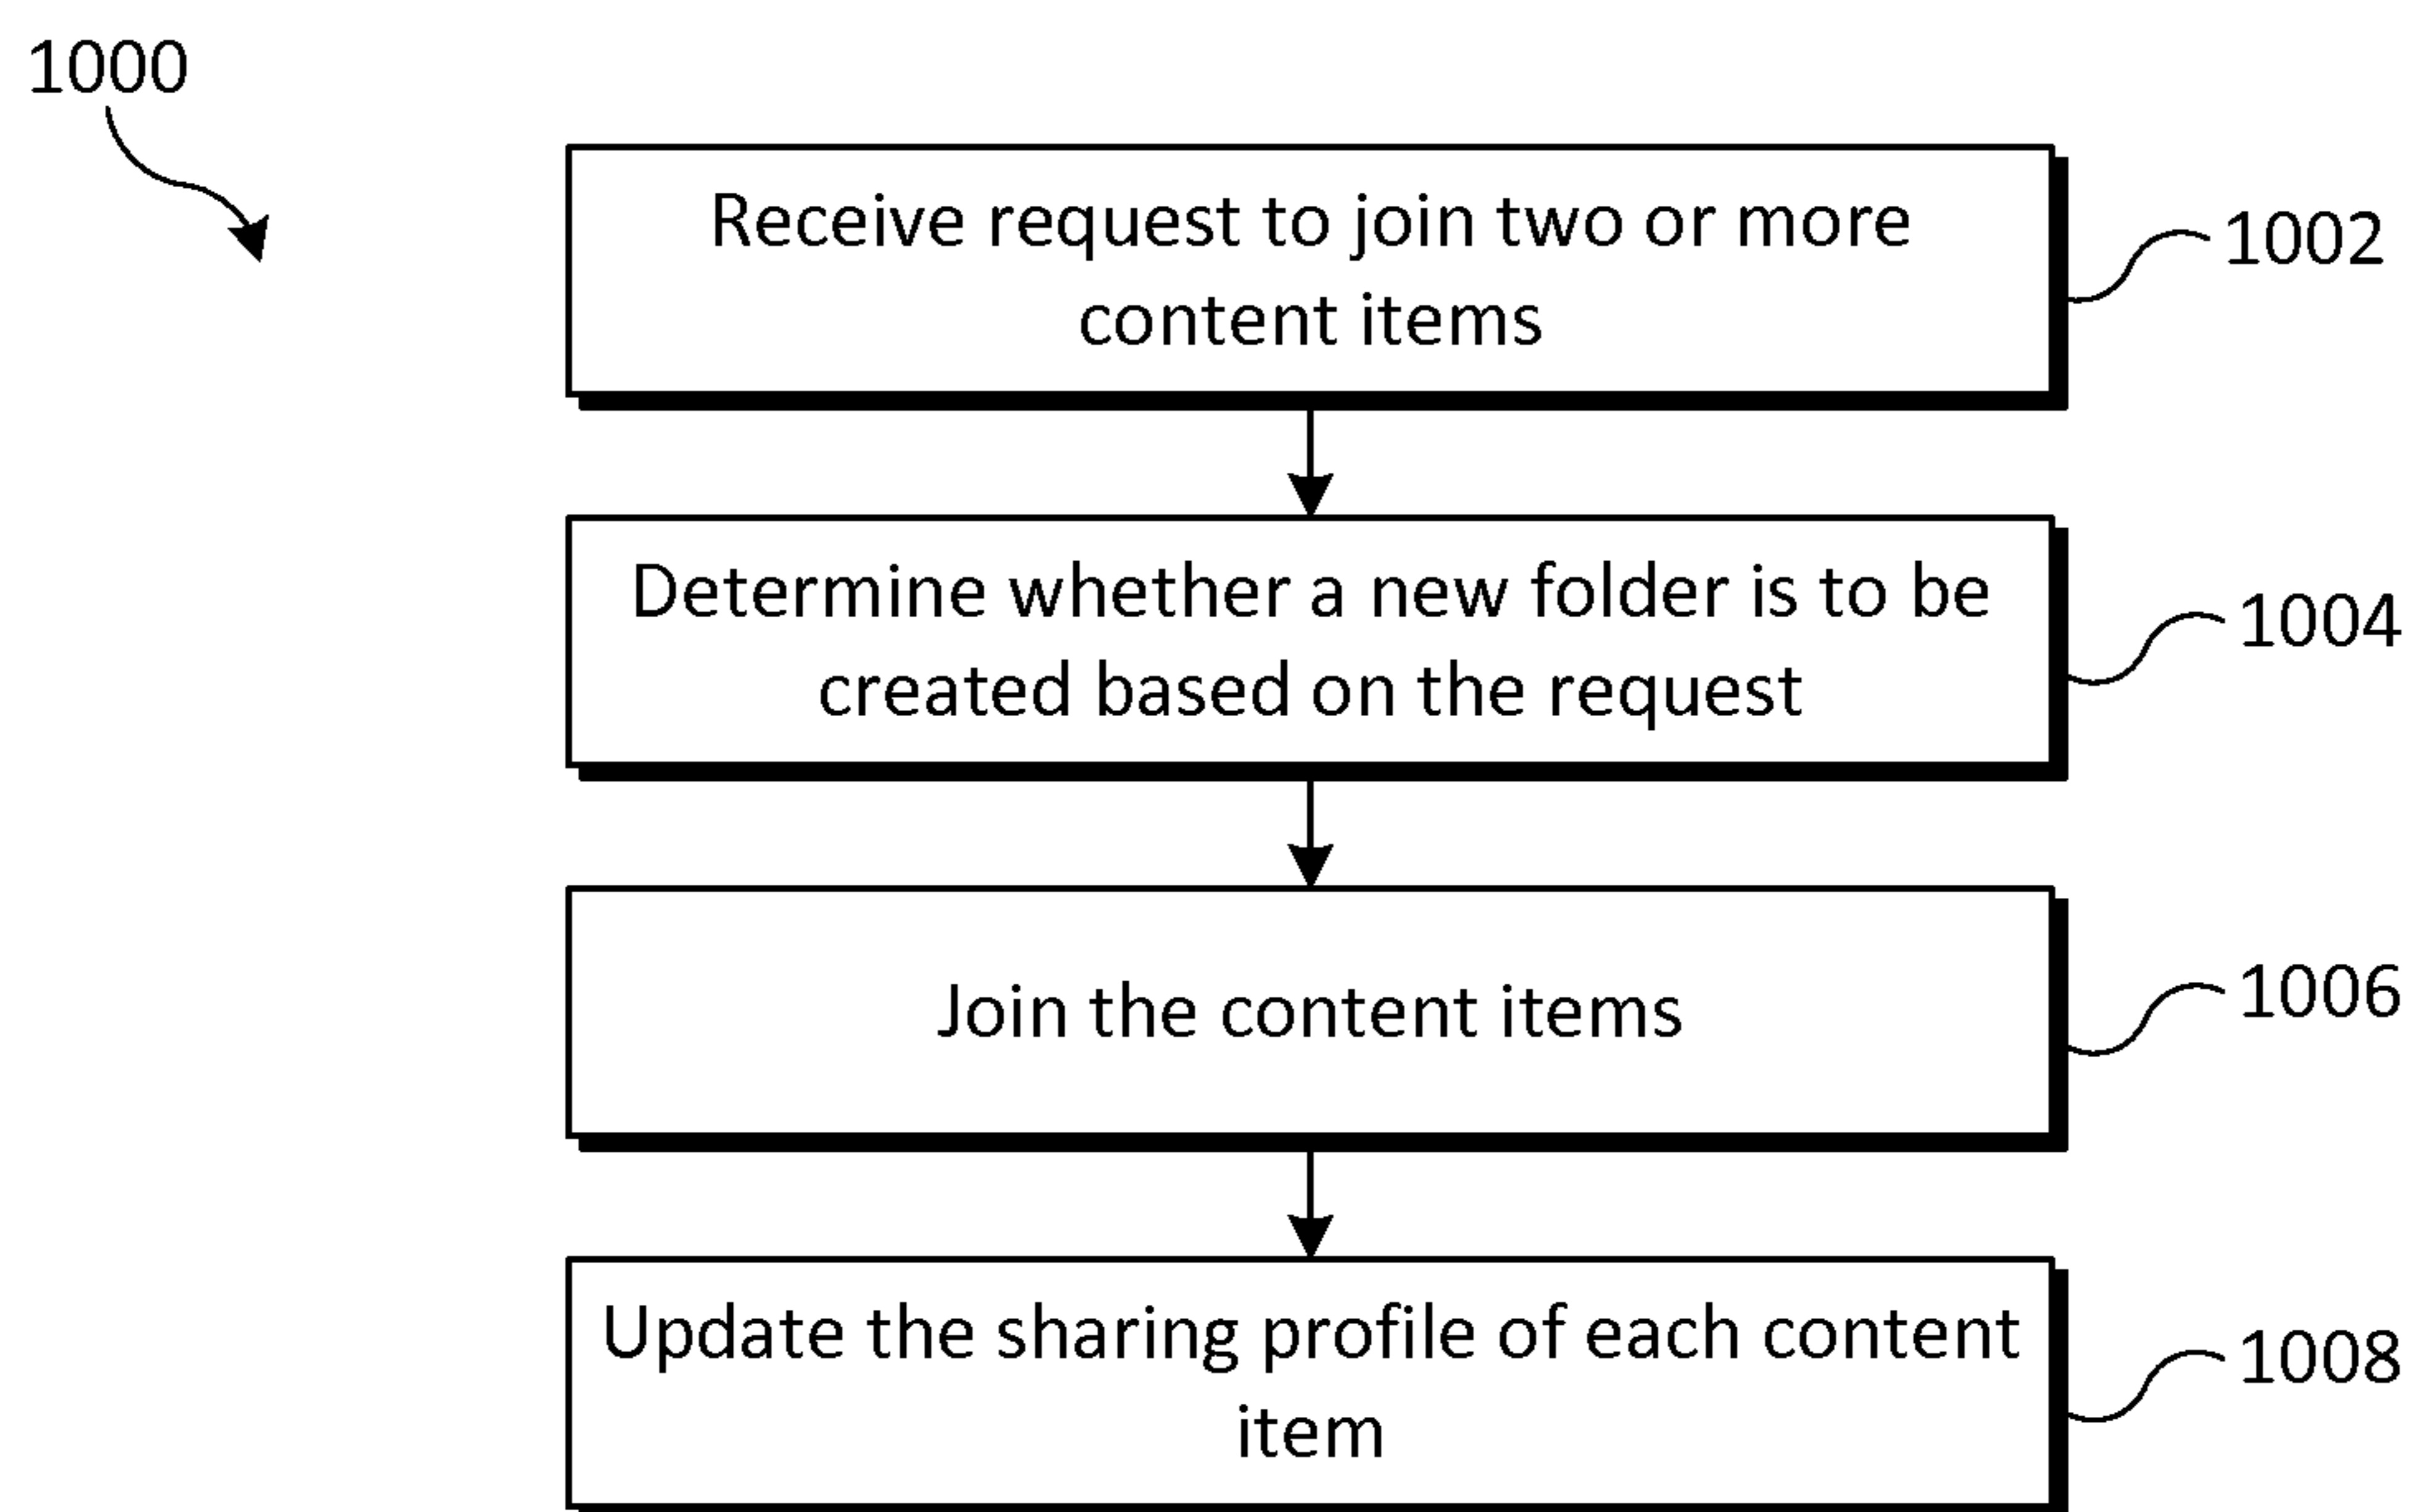 1000
Receive request to join two or more
content items
1002
Determine whether a new folder is to be
created based on the request
1004
Join the content items
1006
Update the sharing profile of each content
item
1008